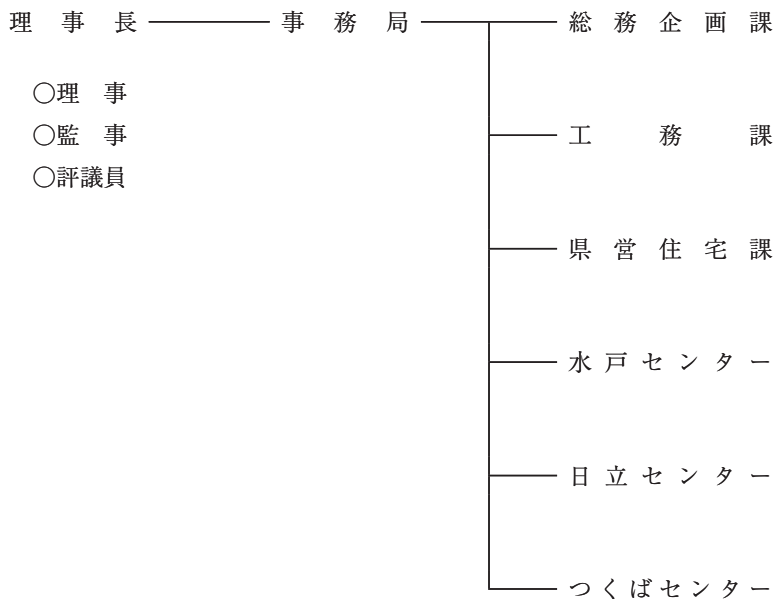 理事長 事務局 総務企画課
○理事
○監事
○評議員
工務課
県営住宅課
水戸センター
日立センター
つくばセンター